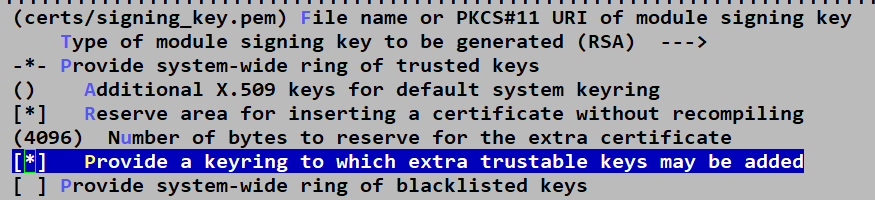 (certs/signing_key.pem) File name or PKCS#11 URI of module signing key
Type of module signing key to be generated (RSA)  --->
-*- Provide system-wide ring of trusted keys
()    Additional X.509 keys for default system keyring
[*]   Reserve area for inserting a certificate without recompiling
(4096)  Number of bytes to reserve for the extra certificate
[*]   Provide a keyring to which extra trustable keys may be added
[ ] Provide system-wide ring of blacklisted keys